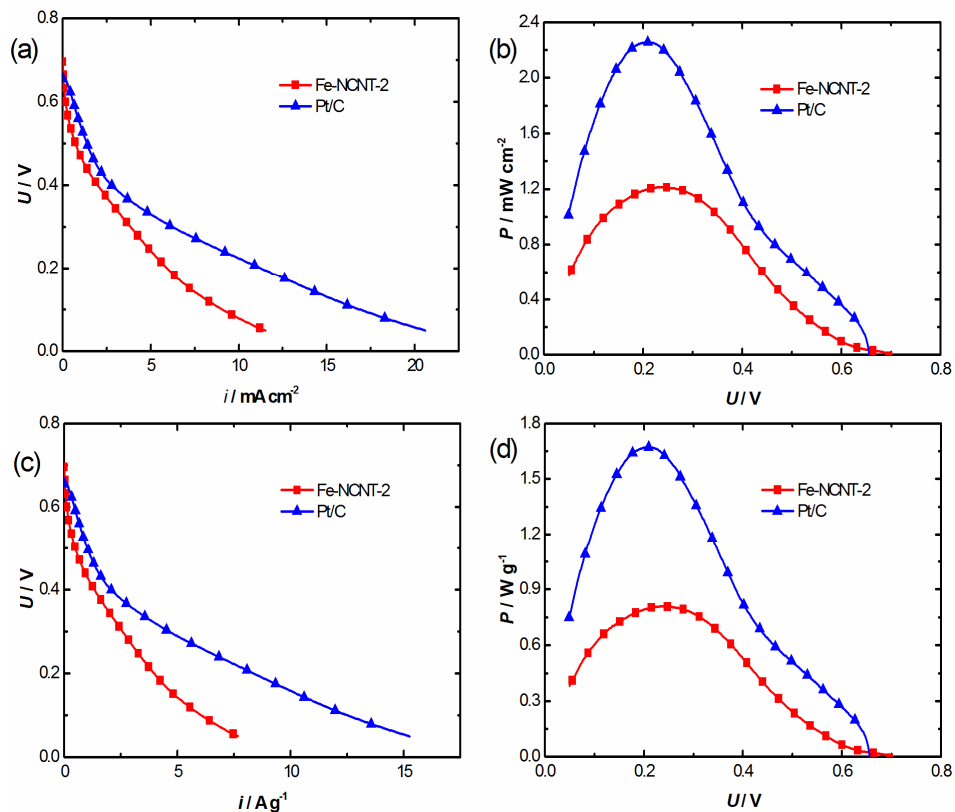 (a)
0.8
0.6
0.4
0.2
0.0
U / V
Fe-NCNT-2
Pt/C
0 5 10 15 20
i / mA cm-2
(b)
2.4
1.8
1.2
0.6
0.0
P / mW cm-2
Fe-NCNT-2
Pt/C
0.0 0.2 0.4 0.6 0.8
U / V
(c)
0.8
0.6
0.4
0.2
0.0
U / V
Fe-NCNT-2
Pt/C
0 5 10 15
i / A g-1
(d)
1.8
1.5
1.2
0.9
0.6
0.3
0.0
P / W g-1
Fe-NCNT-2
Pt/C
0.0 0.2 0.4 0.6 0.8
U / V